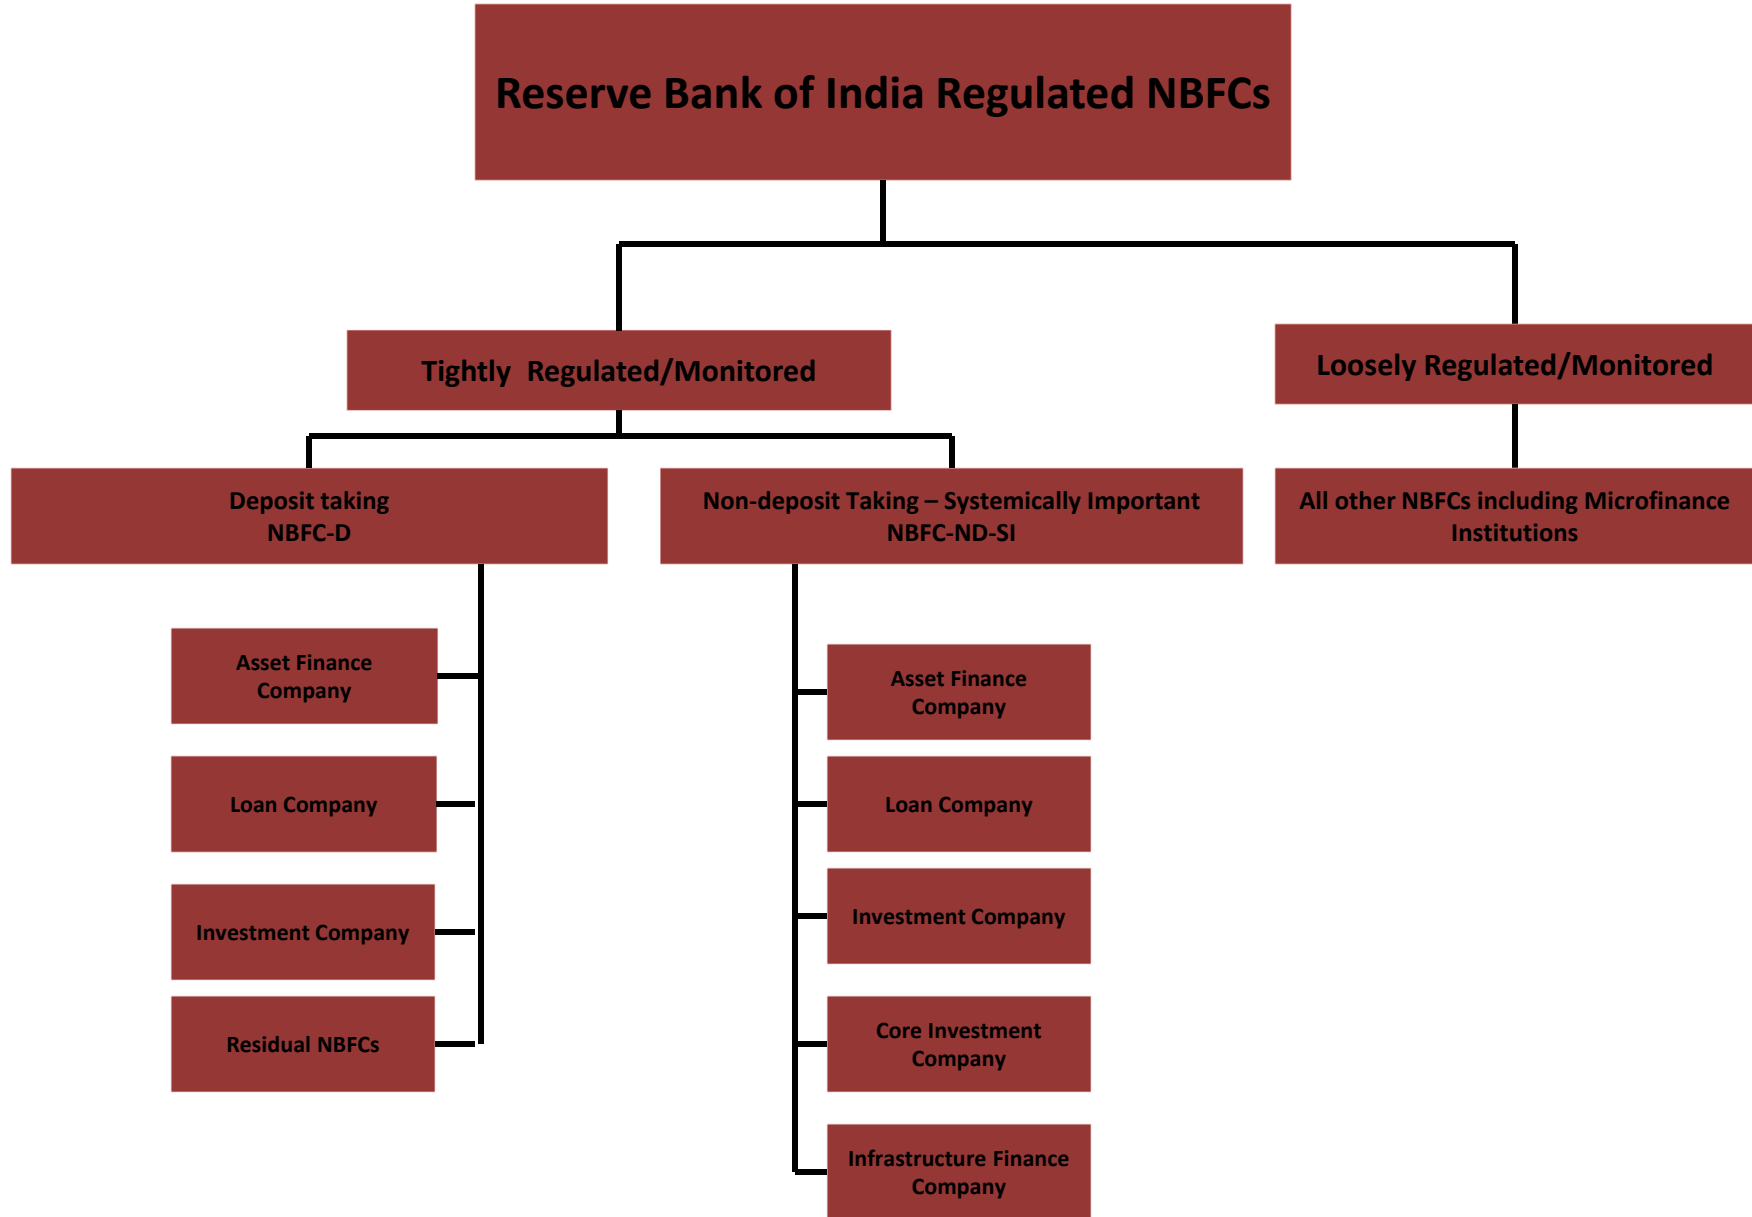 Reserve Bank of India Regulated NBFCs
Tightly Regulated/Monitored
Loosely Regulated/Monitored
Deposit taking
NBFC-D
Non-deposit Taking – Systemically Important
NBFC-ND-SI
All other NBFCs including Microfinance
Institutions
Asset Finance
Company
Loan Company
Investment Company
Residual NBFCs
Asset Finance
Company
Loan Company
Investment Company
Core Investment
Company
Infrastructure Finance
Company